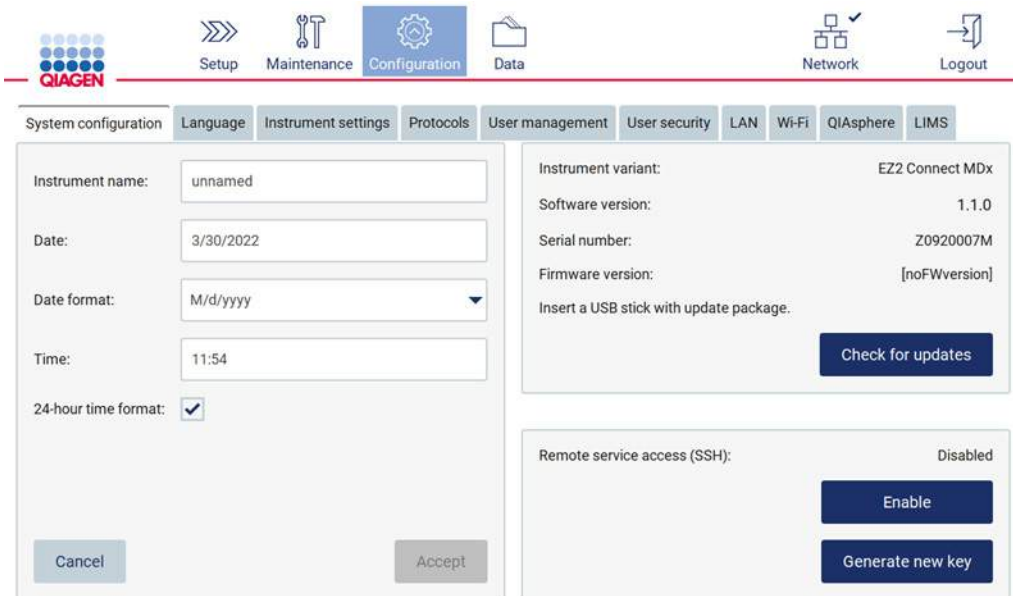 QIAGEN
Setup
Maintenance
Configuration
Data
Network
Logout
System configuration
Language
Instrument settings
Protocols
User management
User security
LAN
Wi-Fi
QIAsphere
LIMS
Instrument name:
unnamed
Date:
3/30/2022
Date format:
M/d/yyyy
Time:
11:54
24-hour time format:
Cancel
Accept
Instrument variant:
EZ2 Connect MDx
Software version:
1.1.0
Serial number:
Z0920007M
Firmware version:
[noFWversion]
Insert a USB stick with update package.
Check for updates
Remote service access (SSH):
Disabled
Enable
Generate new key